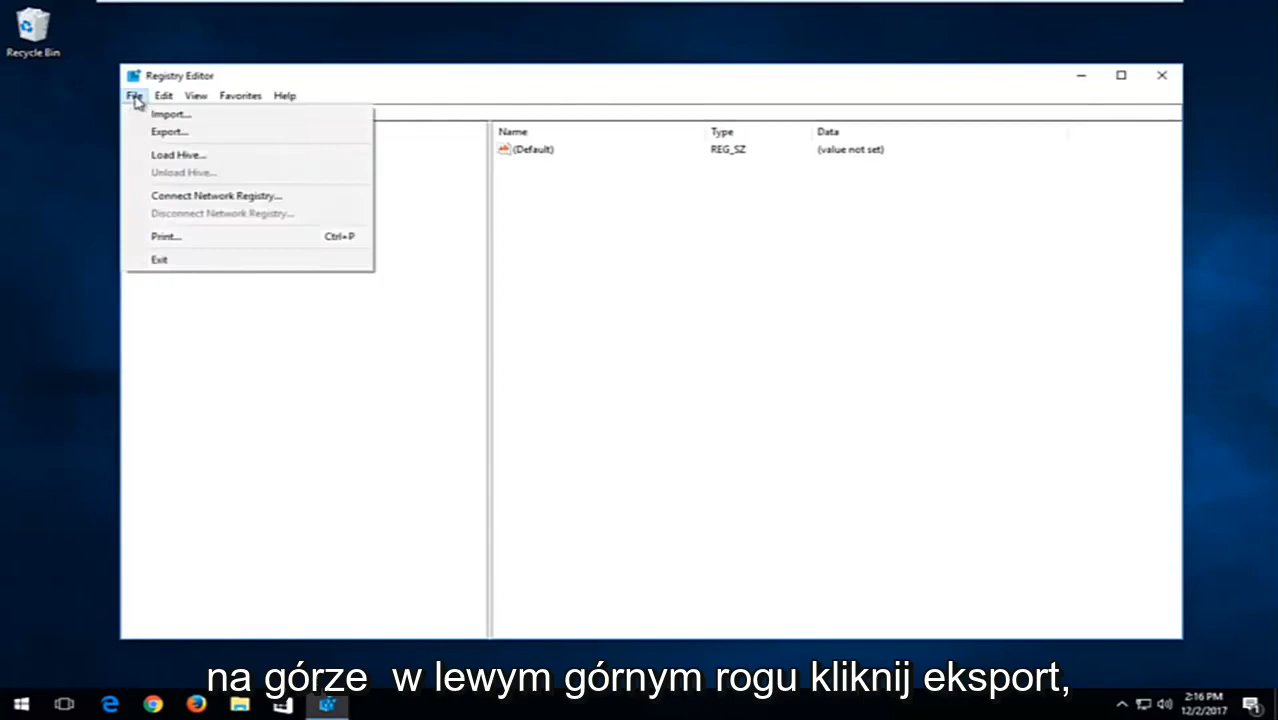 Recycle Bin
Registry Editor
File Edit View Favorites Help
Import...
Export...
Load Hive...
Unload Hive...
Connect Network Registry...
Disconnect Network Registry...
Print... Ctrl+P
Exit
Name Type Data
(Default) REG_SZ (value not set)
na górze w lewym górnym rogu kliknij eksport,
2:16 PM
12/2/2017